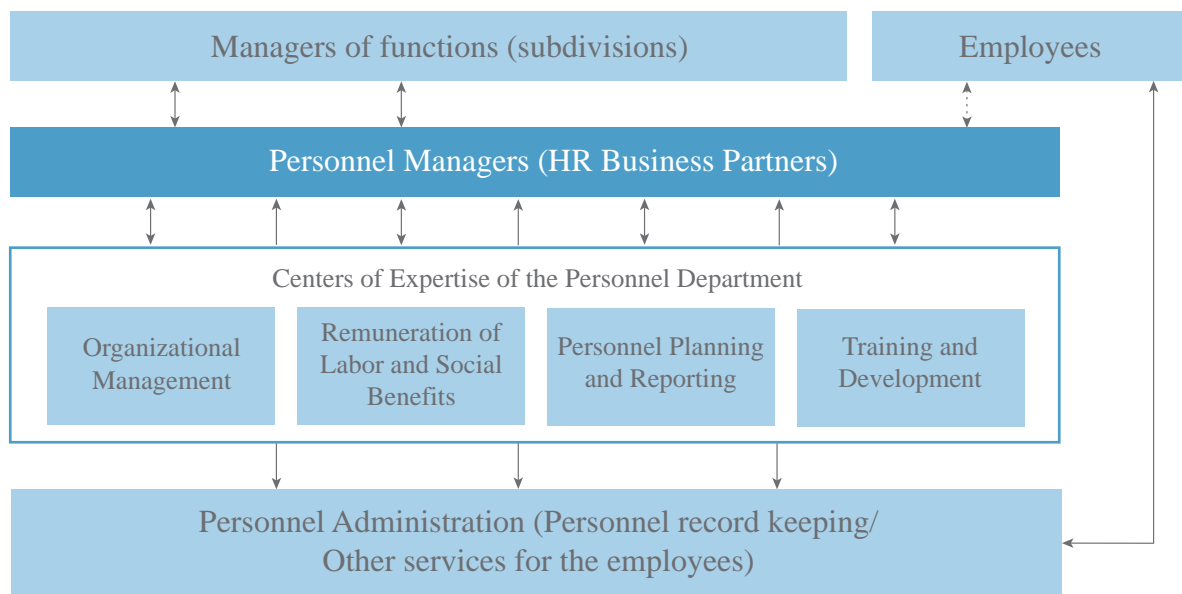 Managers of functions (subdivisions)
Employees
Personnel Managers (HR Business Partners)
Centers of Expertise of the Personnel Department
Organizational
Management
Remuneration of
Labor and Social
Benefits
Personnel Planning
and Reporting
Training and
Development
Personnel Administration (Personnel record keeping/
Other services for the employees)